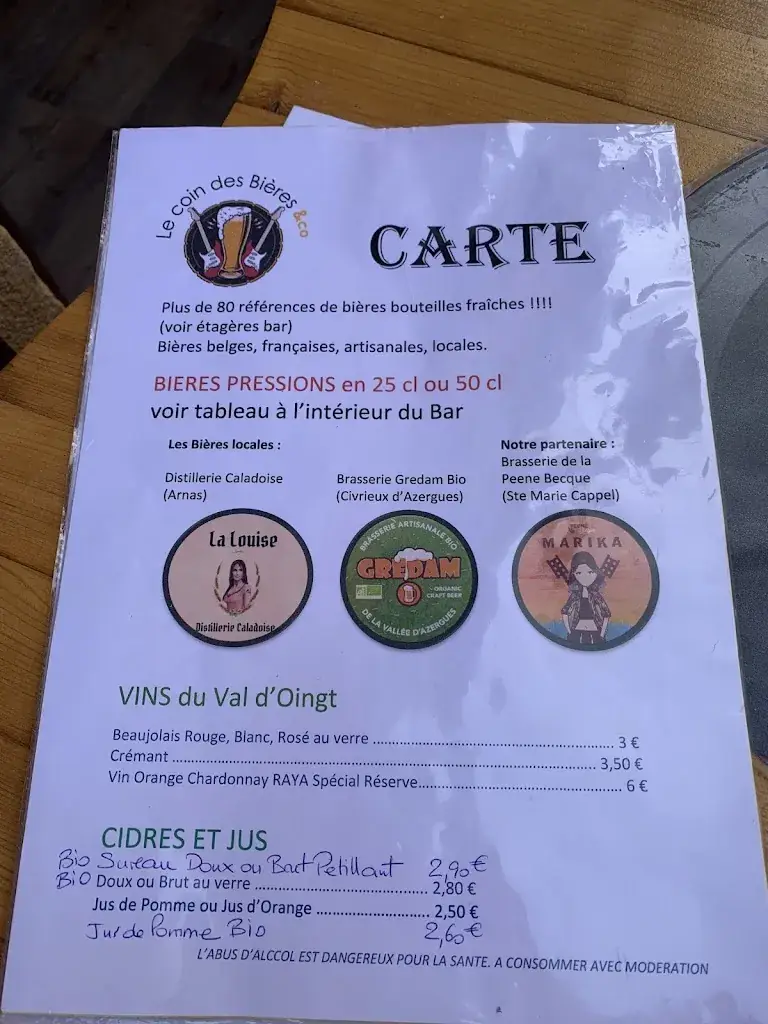 Le coin des Bières &co
CARTE
Plus de 80 références de bières bouteilles fraîches !!!!
(voir étagères bar)
Bières belges, françaises, artisanales, locales.
BIERES PRESSIONS en 25 cl ou 50 cl
voir tableau à l'intérieur du Bar
Les Bières locales :
Distillerie Caladoise
(Arnas)
Brasserie Gredam Bio
(Civrieux d'Azergues)
Notre partenaire :
Brasserie de la
Peene Becque
(Ste Marie Cappel)
La Louise
Distillerie Caladoise
BRASSERIE ARTISANALE BIO
GREDAM
ORGANIC
CRAFT BEER
DE LA VALLÉE D'AZERGUES
MARIKA
VINS du Val d'Oingt
Beaujolais Rouge, Blanc, Rosé au verre ........ 3 €
Crémant ........ 3,50 €
Vin Orange Chardonnay RAYA Spécial Réserve........ 6 €
CIDRES ET JUS
Bio Sureau Doux ou Brut Pétillant 2,90€
BiO Doux ou Brut au verre ........ 2,80 €
Jus de Pomme ou Jus d'Orange ........ 2,50 €
Jus de Pomme BiO 2,60€
L'ABUS D'ALCCOL EST DANGEREUX POUR LA SANTE. A CONSOMMER AVEC MODERATION